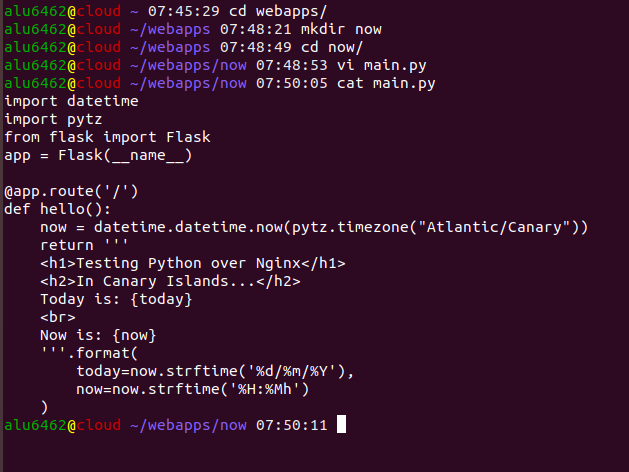 alu6462@cloud ~ 07:45:29 cd webapps/
alu6462@cloud ~/webapps 07:48:21 mkdir now
alu6462@cloud ~/webapps 07:48:49 cd now/
alu6462@cloud ~/webapps/now 07:48:53 vi main.py
alu6462@cloud ~/webapps/now 07:50:05 cat main.py
import datetime
import pytz
from flask import Flask
app = Flask(__name__)

@app.route('/')
def hello():
    now = datetime.datetime.now(pytz.timezone("Atlantic/Canary"))
    return '''
    <h1>Testing Python over Nginx</h1>
    <h2>In Canary Islands...</h2>
    Today is: {today}
    <br>
    Now is: {now}
    '''.format(
        today=now.strftime('%d/%m/%Y'),
        now=now.strftime('%H:%Mh')
    )
alu6462@cloud ~/webapps/now 07:50:11